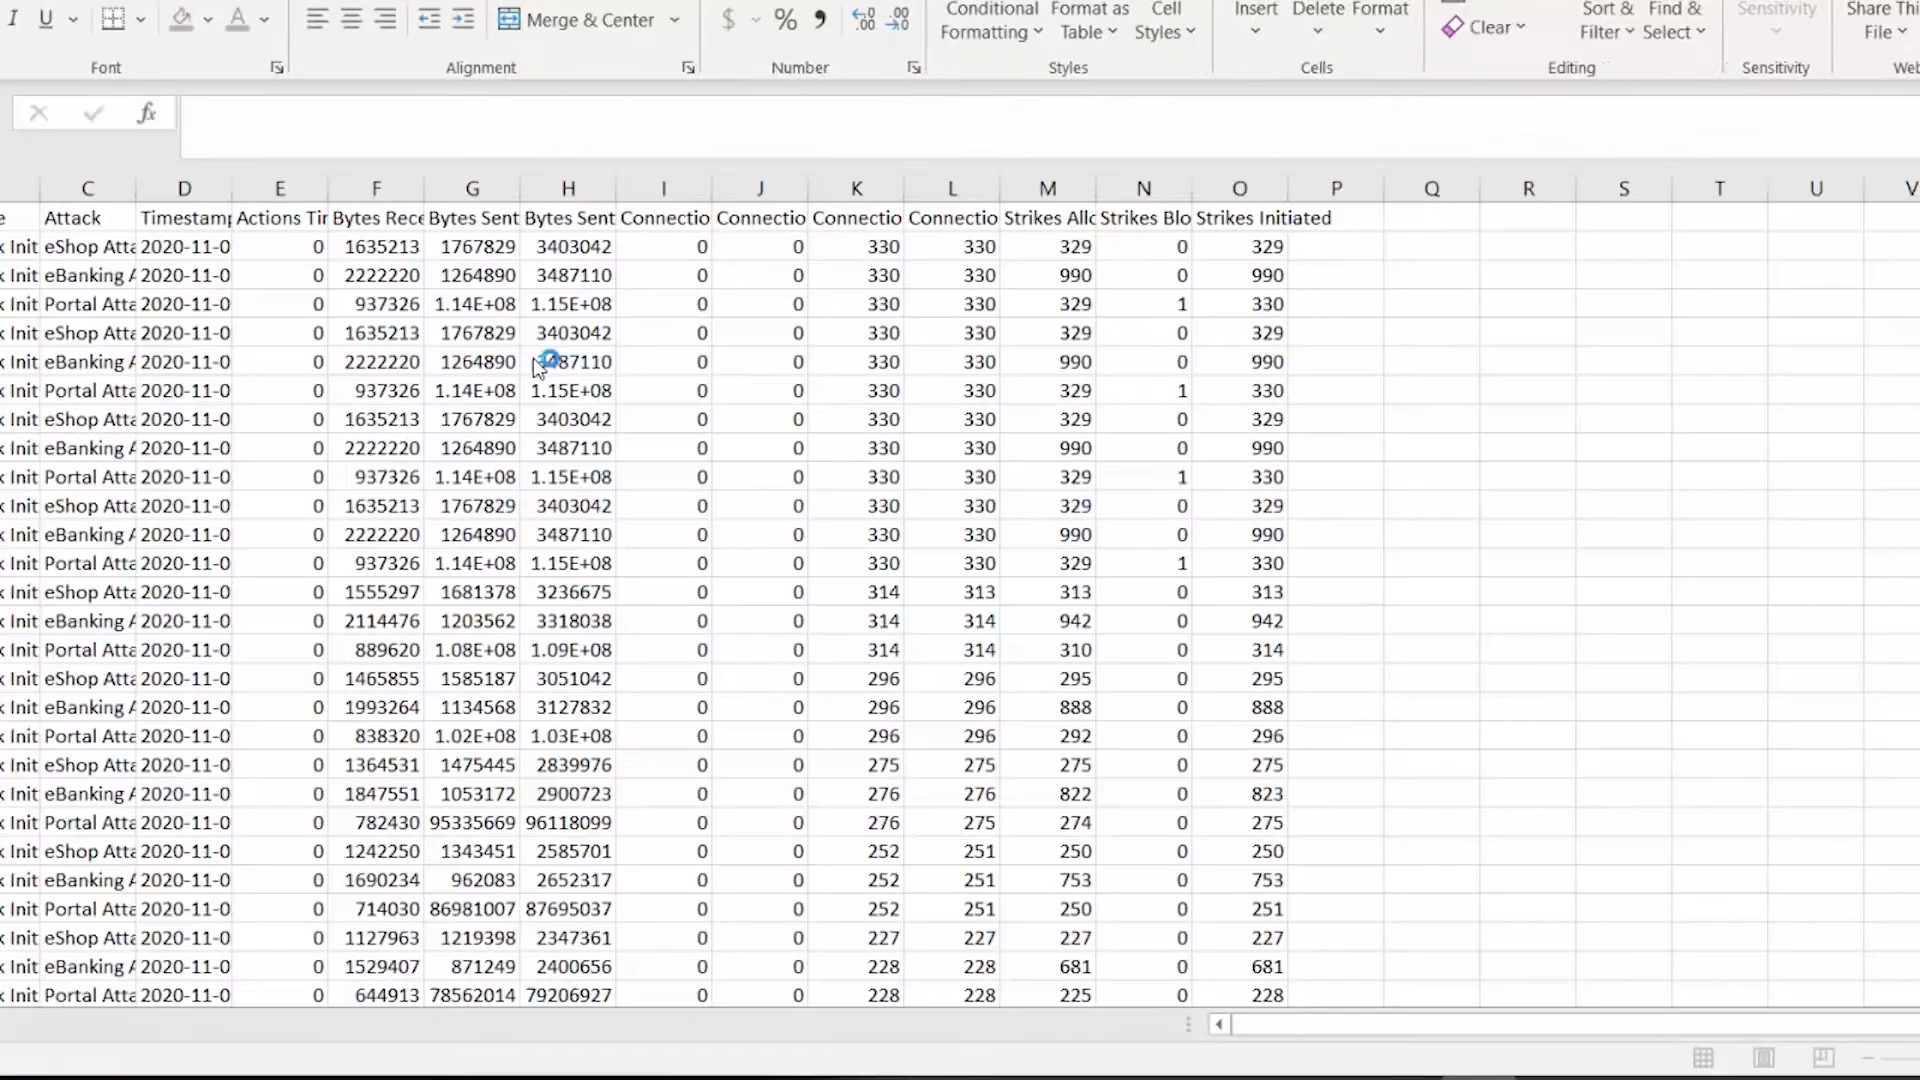 I U A Merge & Center $ % , Conditional Formatting Format as Table Cell Styles Insert Delete Format Clear Sort & Filter Find & Select Sensitivity Share Thi File
Font Alignment Number Styles Cells Editing Sensitivity Web
fx
C D E F G H I J K L M N O P Q R S T U V
e Attack Timestamp Actions Tir Bytes Rece Bytes Sent Bytes Sent Connectio Connectio Connectio Connectio Strikes Allc Strikes Blo Strikes Initiated
k Init eShop Atta 2020-11-0 0 1635213 1767829 3403042 0 0 330 330 329 0 329
k Init eBanking A 2020-11-0 0 2222220 1264890 3487110 0 0 330 330 990 0 990
k Init Portal Atta 2020-11-0 0 937326 1.14E+08 1.15E+08 0 0 330 330 329 1 330
k Init eShop Atta 2020-11-0 0 1635213 1767829 3403042 0 0 330 330 329 0 329
k Init eBanking A 2020-11-0 0 2222220 1264890 487110 0 0 330 330 990 0 990
k Init Portal Atta 2020-11-0 0 937326 1.14E+08 1.15E+08 0 0 330 330 329 1 330
k Init eShop Atta 2020-11-0 0 1635213 1767829 3403042 0 0 330 330 329 0 329
k Init eBanking A 2020-11-0 0 2222220 1264890 3487110 0 0 330 330 990 0 990
k Init Portal Atta 2020-11-0 0 937326 1.14E+08 1.15E+08 0 0 330 330 329 1 330
k Init eShop Atta 2020-11-0 0 1635213 1767829 3403042 0 0 330 330 329 0 329
k Init eBanking A 2020-11-0 0 2222220 1264890 3487110 0 0 330 330 990 0 990
k Init Portal Atta 2020-11-0 0 937326 1.14E+08 1.15E+08 0 0 330 330 329 1 330
k Init eShop Atta 2020-11-0 0 1555297 1681378 3236675 0 0 314 313 313 0 313
k Init eBanking A 2020-11-0 0 2114476 1203562 3318038 0 0 314 314 942 0 942
k Init Portal Atta 2020-11-0 0 889620 1.08E+08 1.09E+08 0 0 314 314 310 0 314
k Init eShop Atta 2020-11-0 0 1465855 1585187 3051042 0 0 296 296 295 0 295
k Init eBanking A 2020-11-0 0 1993264 1134568 3127832 0 0 296 296 888 0 888
k Init Portal Atta 2020-11-0 0 838320 1.02E+08 1.03E+08 0 0 296 296 292 0 296
k Init eShop Atta 2020-11-0 0 1364531 1475445 2839976 0 0 275 275 275 0 275
k Init eBanking A 2020-11-0 0 1847551 1053172 2900723 0 0 276 276 822 0 823
k Init Portal Atta 2020-11-0 0 782430 95335669 96118099 0 0 276 275 274 0 275
k Init eShop Atta 2020-11-0 0 1242250 1343451 2585701 0 0 252 251 250 0 250
k Init eBanking A 2020-11-0 0 1690234 962083 2652317 0 0 252 251 753 0 753
k Init Portal Atta 2020-11-0 0 714030 86981007 87695037 0 0 252 251 250 0 251
k Init eShop Atta 2020-11-0 0 1127963 1219398 2347361 0 0 227 227 227 0 227
k Init eBanking A 2020-11-0 0 1529407 871249 2400656 0 0 228 228 681 0 681
k Init Portal Atta 2020-11-0 0 644913 78562014 79206927 0 0 228 228 225 0 228